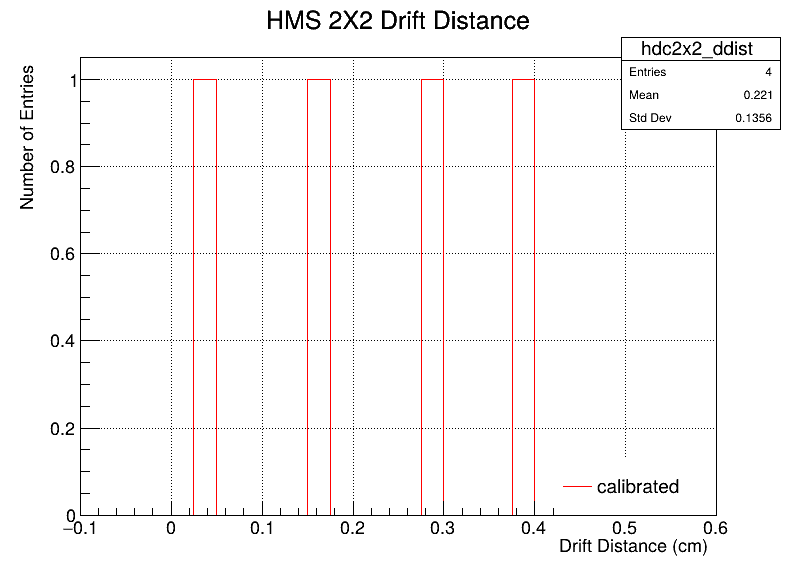 HMS 2X2 Drift Distance
hdc2x2_ddist
Entries 4
Mean 0.221
Std Dev 0.1356
Number of Entries
1
0.8
0.6
0.4
0.2
0
−0.1 0 0.1 0.2 0.3 0.4 0.5 0.6
calibrated
Drift Distance (cm)